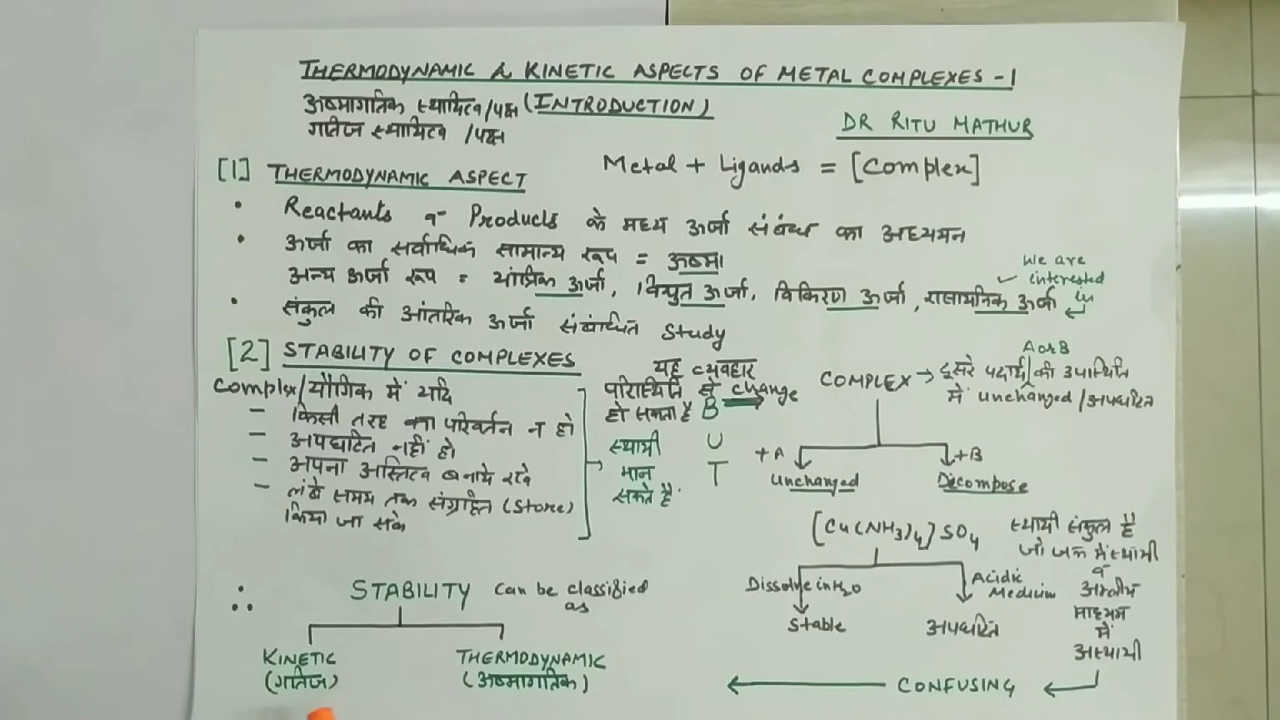 THERMODYNAMIC & KINETIC ASPECTS OF METAL COMPLEXES - 1
ऊष्मागतिक स्थायित्व/पक्ष (INTRODUCTION)
गतिज स्थायित्व /पक्ष
DR RITU MATHUR
Metal + Ligands = [Complex]
[1] THERMODYNAMIC ASPECT
• Reactants व Products के मध्य ऊर्जा संबंध का अध्ययन
• ऊर्जा का सर्वाधिक सामान्य रूप = ऊष्मा
अन्य ऊर्जा रूप = यांत्रिक ऊर्जा, विद्युत ऊर्जा, विकिरण ऊर्जा, रासायनिक ऊर्जा
We are
interested
in
• संकुल की आंतरिक ऊर्जा संबंधित Study
[2] STABILITY OF COMPLEXES
Complex/यौगिक में यदि
- किसी तरह का परिवर्तन न हो
- अपघटित नहीं हो
- अपना अस्तित्व बनाये रखे
- लंबे समय तक संग्रहित (Store)
किया जा सके
स्थायी
मान
सकते है.
BUT
यह व्यवहार
परिस्थिति से change
हो सकता है
COMPLEX → दूसरे पदार्थ/की उपस्थिति
A or B
में unchanged/अपघटित
+A
+B
Unchanged
Decompose
[Cu(NH3)4]SO4
Dissolve in H2O
Acidic
Medium
Stable
अपघटित
स्थायी संकुल है
जो जल में स्थायी
व
अम्लीय
माध्यम
में
अस्थायी
CONFUSING
∴ STABILITY can be classified
as
KINETIC
(गतिज)
THERMODYNAMIC
(ऊष्मागतिक)